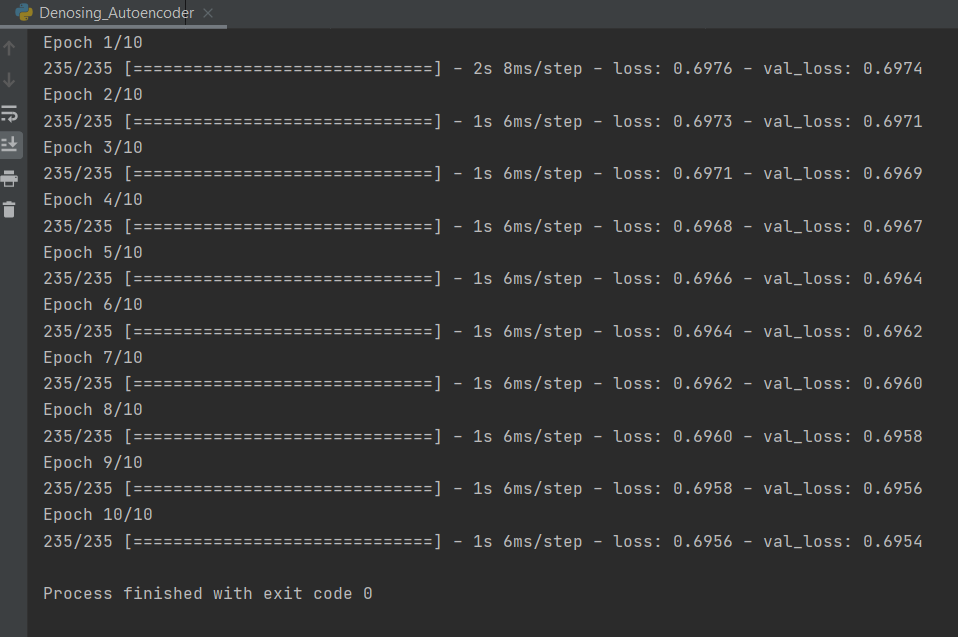 Denosing_Autoencoder
Epoch 1/10
235/235 [==============================] - 2s 8ms/step - loss: 0.6976 - val_loss: 0.6974
Epoch 2/10
235/235 [==============================] - 1s 6ms/step - loss: 0.6973 - val_loss: 0.6971
Epoch 3/10
235/235 [==============================] - 1s 6ms/step - loss: 0.6971 - val_loss: 0.6969
Epoch 4/10
235/235 [==============================] - 1s 6ms/step - loss: 0.6968 - val_loss: 0.6967
Epoch 5/10
235/235 [==============================] - 1s 6ms/step - loss: 0.6966 - val_loss: 0.6964
Epoch 6/10
235/235 [==============================] - 1s 6ms/step - loss: 0.6964 - val_loss: 0.6962
Epoch 7/10
235/235 [==============================] - 1s 6ms/step - loss: 0.6962 - val_loss: 0.6960
Epoch 8/10
235/235 [==============================] - 1s 6ms/step - loss: 0.6960 - val_loss: 0.6958
Epoch 9/10
235/235 [==============================] - 1s 6ms/step - loss: 0.6958 - val_loss: 0.6956
Epoch 10/10
235/235 [==============================] - 1s 6ms/step - loss: 0.6956 - val_loss: 0.6954
Process finished with exit code 0